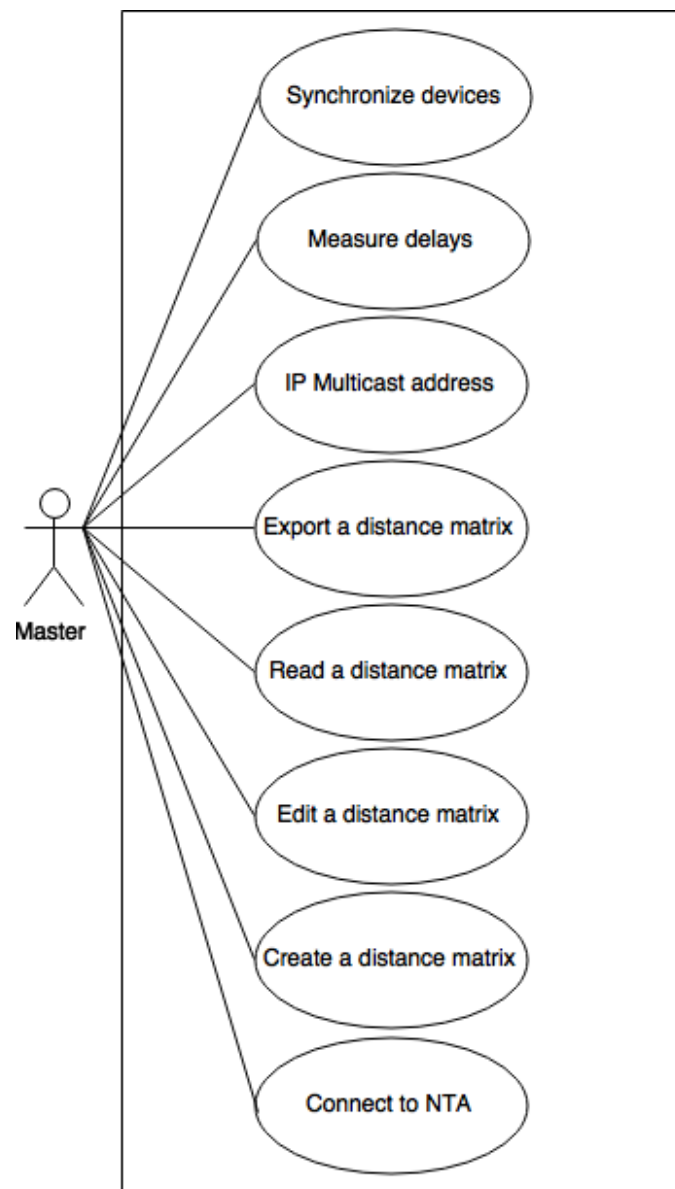 Synchronize devices
Measure delays
IP Multicast address
Export a distance matrix
Master
Read a distance matrix
Edit a distance matrix
Create a distance matrix
Connect to NTA